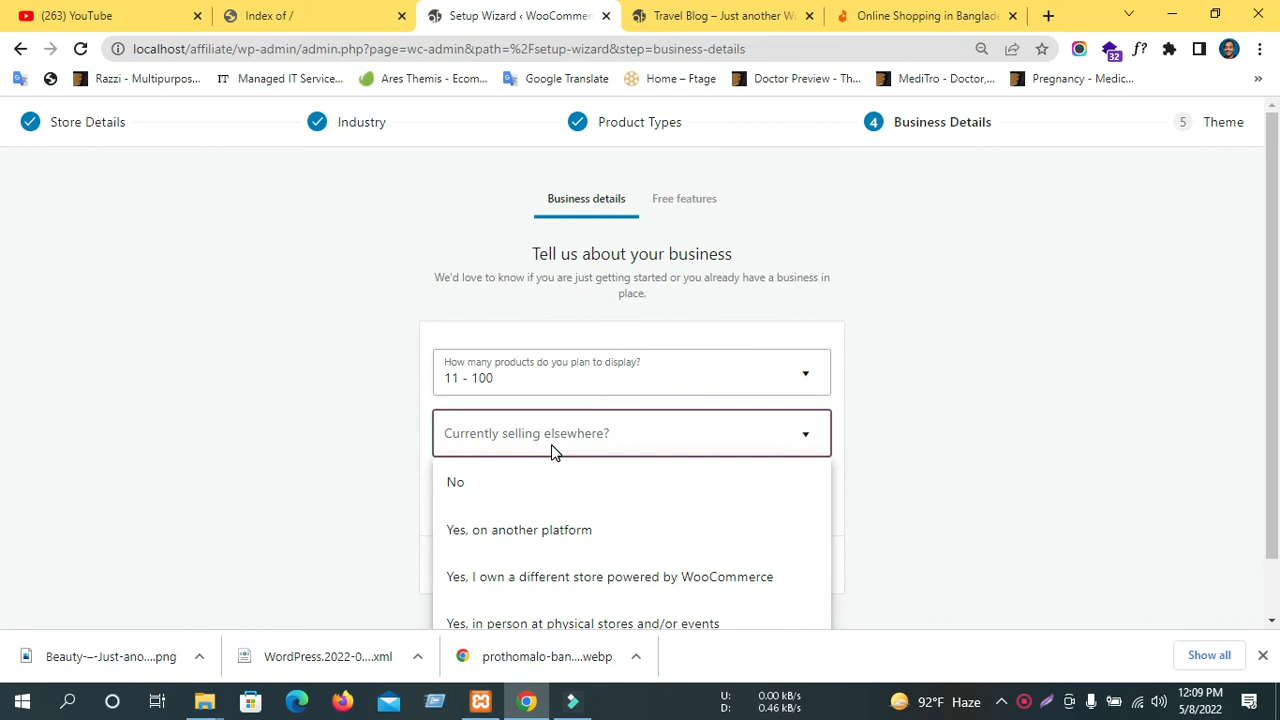 (263) YouTube
Index of /
Setup Wizard ‹ WooCommer
Travel Blog – Just another W
Online Shopping in Banglade
localhost/affiliate/wp-admin/admin.php?page=wc-admin&path=%2Fsetup-wizard&step=business-details
32
f?
Razzi - Multipurpos...
IT Managed IT Service...
Ares Themis - Ecom...
Google Translate
Home – Ftage
Doctor Preview - Th...
MediTro - Doctor,...
Pregnancy - Medic...
»
Store Details
Industry
Product Types
4 Business Details
5 Theme
Business details
Free features
Tell us about your business
We'd love to know if you are just getting started or you already have a business in
place.
How many products do you plan to display?
11 - 100
Currently selling elsewhere?
No
Yes, on another platform
Yes, I own a different store powered by WooCommerce
Yes, in person at physical stores and/or events
Beauty-–-Just-ano....png
WordPress.2022-0....xml
prothomalo-ban....webp
Show all
U: 0.00 kB/s
D: 0.46 kB/s
92°F Haze
12:09 PM
5/8/2022